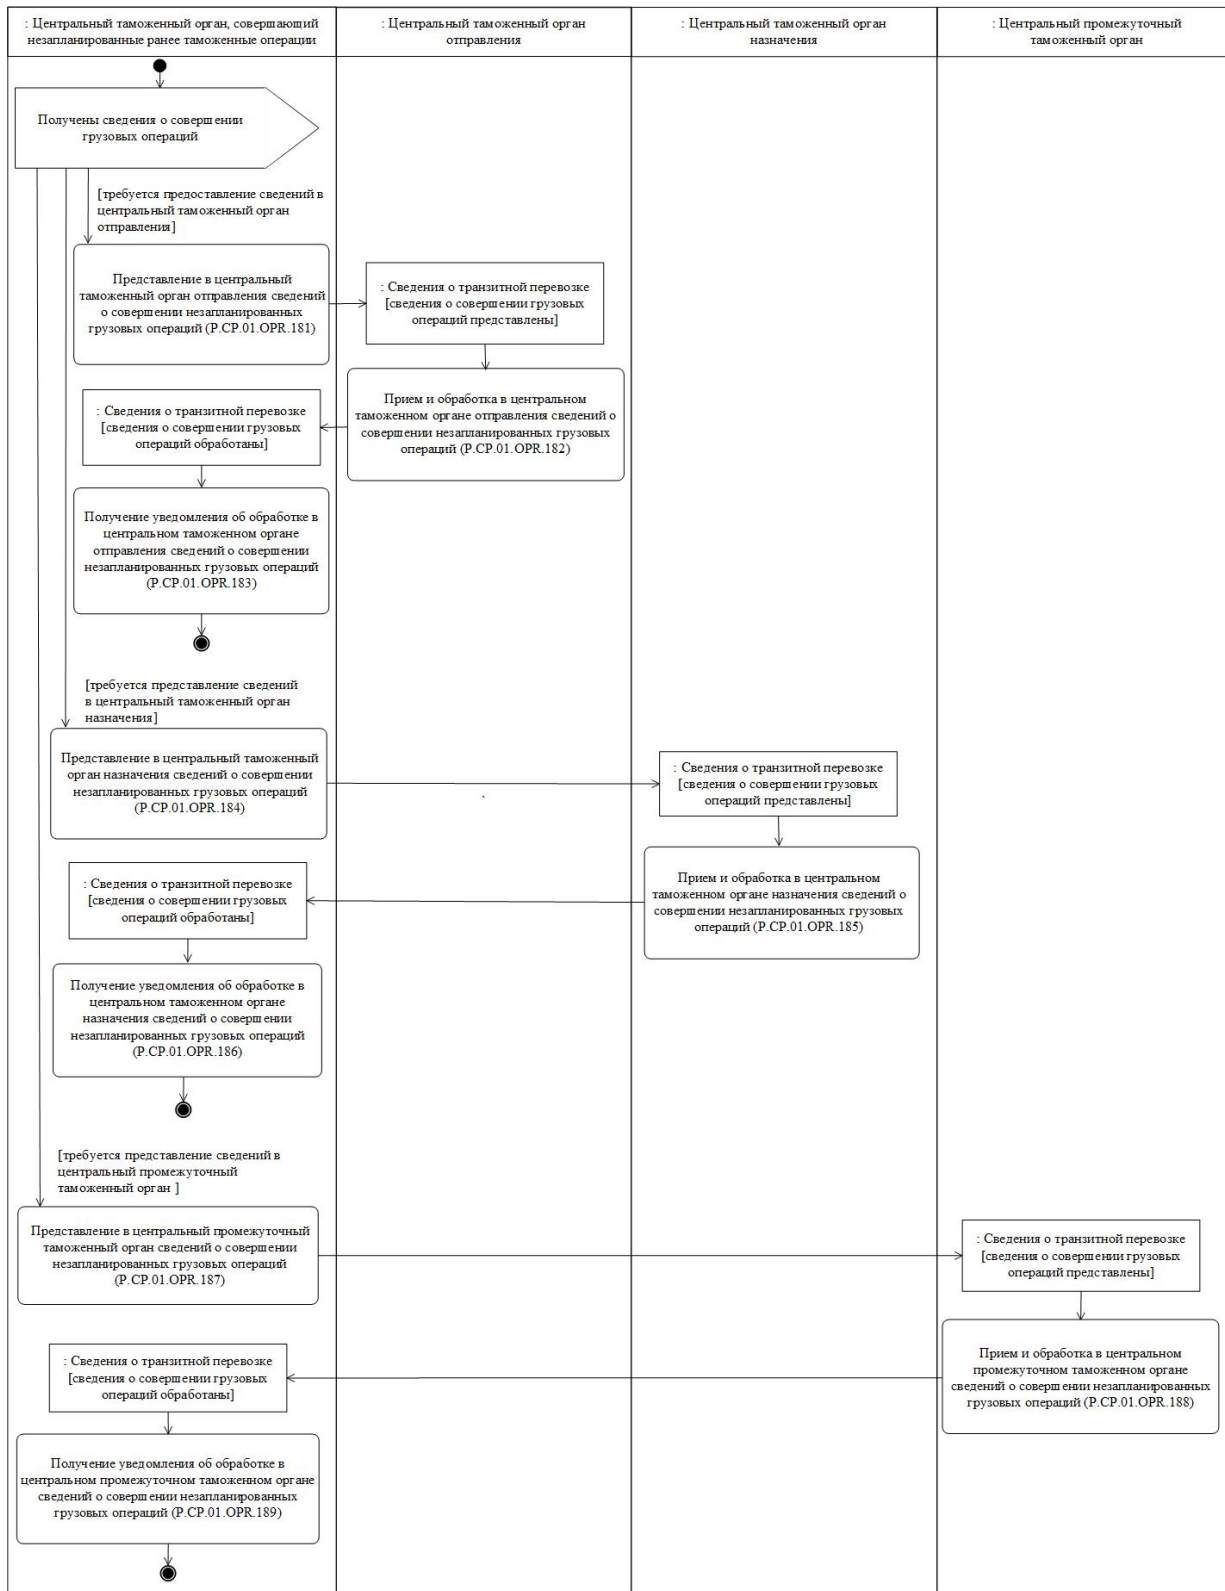 : Центральный таможенный орган, совершающий
незапланированные ранее таможенные операции
: Центральный таможенный орган
отправления
: Центральный таможенный орган
назначения
: Центральный промежуточный
таможенный орган
Получены сведения о совершении
грузовых операций
[требуется предоставление сведений в
центральный таможенный орган
отправления]
Представление в центральный
таможенный орган отправления сведений
о совершении незапланированных
грузовых операций (P.CP.01.OPR.181)
: Сведения о транзитной перевозке
[сведения о совершении грузовых
операций представлены]
Прием и обработка в центральном
таможенном органе отправления сведений о
совершении незапланированных грузовых
операций (P.CP.01.OPR.182)
: Сведения о транзитной перевозке
[сведения о совершении грузовых
операций обработаны]
Получение уведомления об обработке в
центральном таможенном органе
отправления сведений о совершении
незапланированных грузовых операций
(P.CP.01.OPR.183)
[требуется представление сведений
в центральный таможенный орган
назначения]
Представление в центральный таможенный
орган назначения сведений о совершении
незапланированных грузовых операций
(P.CP.01.OPR.184)
: Сведения о транзитной перевозке
[сведения о совершении грузовых
операций представлены]
Прием и обработка в центральном
таможенном органе назначения сведений о
совершении незапланированных грузовых
операций (P.CP.01.OPR.185)
: Сведения о транзитной перевозке
[сведения о совершении грузовых
операций обработаны]
Получение уведомления об обработке в
центральном таможенном органе
назначения сведений о совершении
незапланированных грузовых операций
(P.CP.01.OPR.186)
[требуется представление сведений в
центральный промежуточный
таможенный орган ]
Представление в центральный промежуточный
таможенный орган сведений о совершении
незапланированных грузовых операций
(P.CP.01.OPR.187)
: Сведения о транзитной перевозке
[сведения о совершении грузовых
операций представлены]
Прием и обработка в центральном
промежуточном таможенном органе
сведений о совершении незапланированных
грузовых операций (P.CP.01.OPR.188)
: Сведения о транзитной перевозке
[сведения о совершении грузовых
операций обработаны]
Получение уведомления об обработке в
центральном промежуточном таможенном органе
сведений о совершении незапланированных
грузовых операций (P.CP.01.OPR.189)